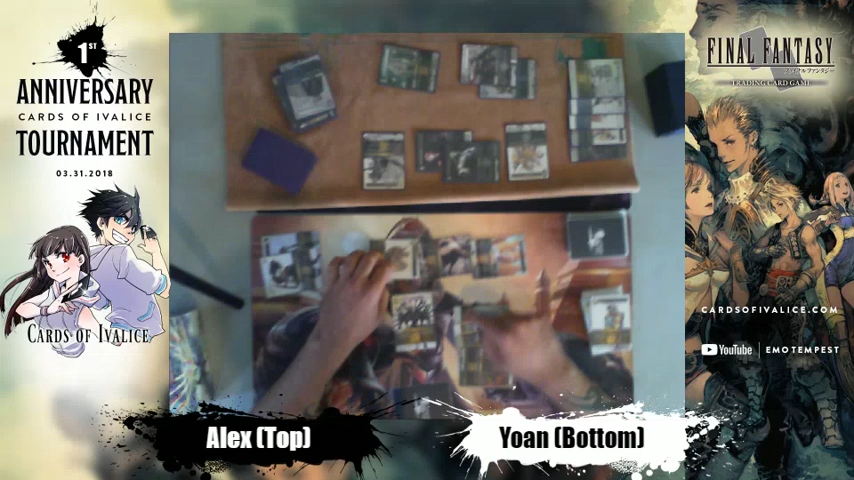 1ST
ANNIVERSARY
CARDS OF IVALICE
TOURNAMENT
03.31.2018
CARDS OF IVALICE
FINAL FANTASY
TRADING CARD GAME
CARDSOFIVALICE.COM
YouTube | EMOTEMPEST
Alex (Top)
Yoan (Bottom)